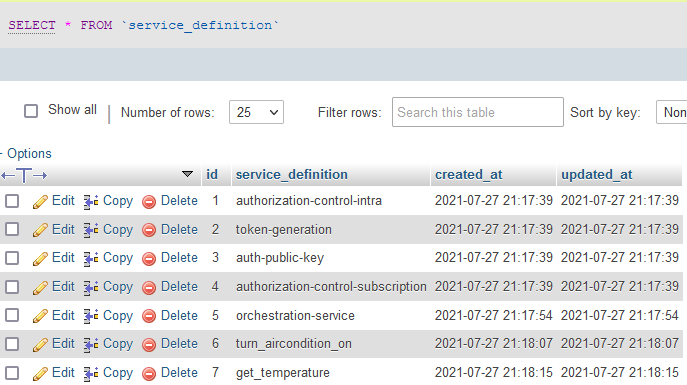 SELECT * FROM `service_definition`
Show all | Number of rows: 25 Filter rows: Search this table Sort by key: Non
Options
←T→ id service_definition created_at updated_at
Edit Copy Delete 1 authorization-control-intra 2021-07-27 21:17:39 2021-07-27 21:17:39
Edit Copy Delete 2 token-generation 2021-07-27 21:17:39 2021-07-27 21:17:39
Edit Copy Delete 3 auth-public-key 2021-07-27 21:17:39 2021-07-27 21:17:39
Edit Copy Delete 4 authorization-control-subscription 2021-07-27 21:17:39 2021-07-27 21:17:39
Edit Copy Delete 5 orchestration-service 2021-07-27 21:17:54 2021-07-27 21:17:54
Edit Copy Delete 6 turn_aircondition_on 2021-07-27 21:18:07 2021-07-27 21:18:07
Edit Copy Delete 7 get_temperature 2021-07-27 21:18:15 2021-07-27 21:18:15